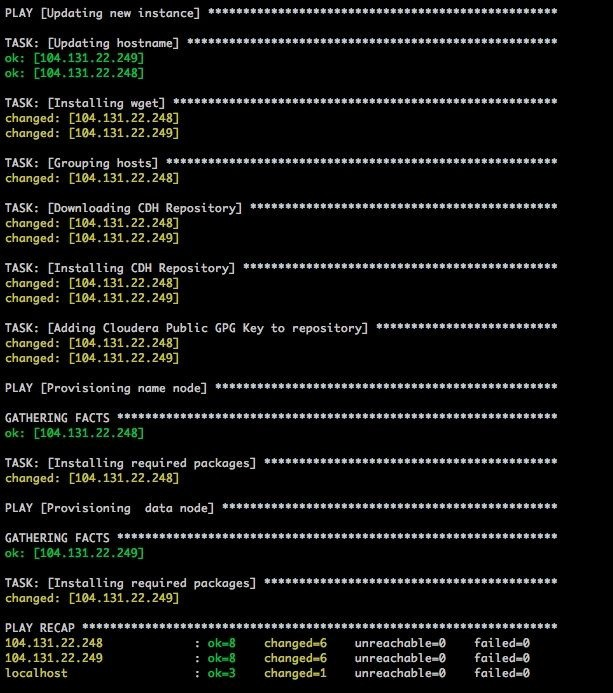 PLAY [Updating new instance] **************************************************
TASK: [Updating hostname] *****************************************************
ok: [104.131.22.249]
ok: [104.131.22.248]
TASK: [Installing wget] *******************************************************
changed: [104.131.22.248]
changed: [104.131.22.249]
TASK: [Grouping hosts] ********************************************************
changed: [104.131.22.248]
TASK: [Downloading CDH Repository] ********************************************
changed: [104.131.22.248]
changed: [104.131.22.249]
TASK: [Installing CDH Repository] *********************************************
changed: [104.131.22.248]
changed: [104.131.22.249]
TASK: [Adding Cloudera Public GPG Key to repository] **************************
changed: [104.131.22.248]
changed: [104.131.22.249]
PLAY [Provisioning name node] *************************************************
GATHERING FACTS ***************************************************************
ok: [104.131.22.248]
TASK: [Installing required packages] ******************************************
changed: [104.131.22.248]
PLAY [Provisioning  data node] ************************************************
GATHERING FACTS ***************************************************************
ok: [104.131.22.249]
TASK: [Installing required packages] ******************************************
changed: [104.131.22.249]
PLAY RECAP ********************************************************************
104.131.22.248             : ok=8    changed=6    unreachable=0    failed=0
104.131.22.249             : ok=8    changed=6    unreachable=0    failed=0
localhost                  : ok=3    changed=1    unreachable=0    failed=0